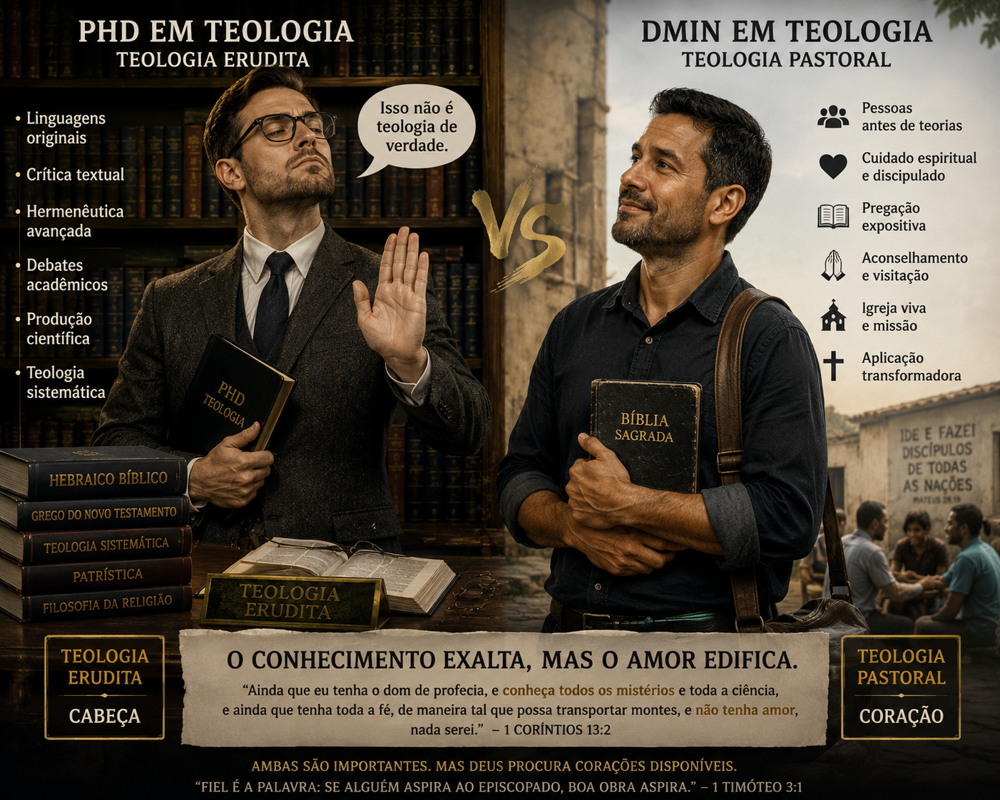 PHD EM TEOLOGIA
TEOLOGIA ERUDITA
• Linguagens
originais
• Crítica textual
• Hermenêutica
avançada
• Debates
acadêmicos
• Produção
científica
• Teologia
sistemática
Isso não é
teologia de
verdade.
PHD
TEOLOGIA
HEBRAICO BÍBLICO
GREGO DO NOVO TESTAMENTO
TEOLOGIA SISTEMÁTICA
PATRÍSTICA
FILOSOFIA DA RELIGIÃO
TEOLOGIA
ERUDITA
VS
DMIN EM TEOLOGIA
TEOLOGIA PASTORAL
Pessoas
antes de teorias
Cuidado espiritual
e discipulado
Pregação
expositiva
Aconselhamento
e visitação
Igreja viva
e missão
Aplicação
transformadora
BÍBLIA
SAGRADA
IDE E FAZEI
DISCÍPULOS
DE TODAS
AS NAÇÕES
MATEUS 28:19
TEOLOGIA
ERUDITA
CABEÇA
O CONHECIMENTO EXALTA, MAS O AMOR EDIFICA.
“Ainda que eu tenha o dom de profecia, e conheça todos os mistérios e toda a ciência,
e ainda que tenha toda a fé, de maneira tal que possa transportar montes, e não tenha amor,
nada serei.” – 1 CORÍNTIOS 13:2
TEOLOGIA
PASTORAL
CORAÇÃO
AMBAS SÃO IMPORTANTES. MAS DEUS PROCURA CORAÇÕES DISPONÍVEIS.
“FIEL É A PALAVRA: SE ALGUÉM ASPIRA AO EPISCOPADO, BOA OBRA ASPIRA.” – 1 TIMÓTEO 3:1